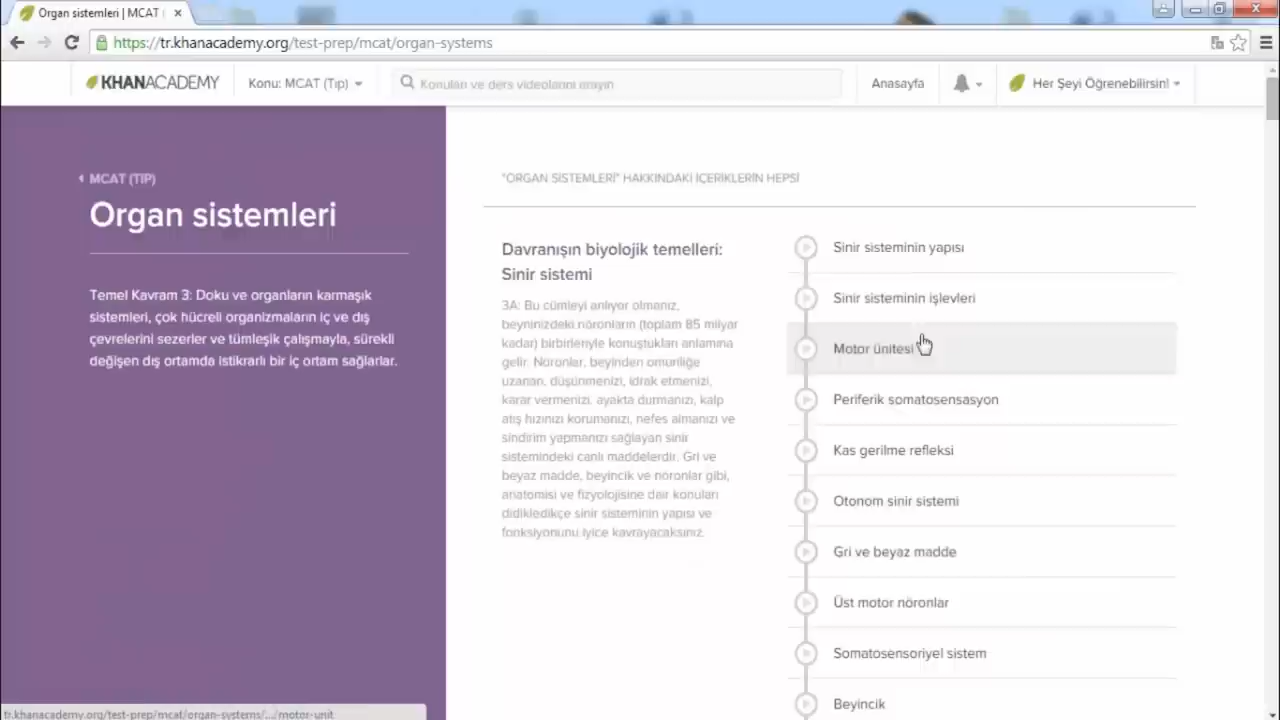 Organ sistemleri | MCAT (
https://tr.khanacademy.org/test-prep/mcat/organ-systems
KHANACADEMY
Konu: MCAT (Tıp)
Konuları ve ders videolarını arayın
Anasayfa
Her Şeyi Öğrenebilirsin!
MCAT (TIP)
Organ sistemleri
Temel Kavram 3: Doku ve organların karmaşık
sistemleri, çok hücreli organizmaların iç ve dış
çevrelerini sezerler ve tümleşik çalışmayla, sürekli
değişen dış ortamda istikrarlı bir iç ortam sağlarlar.
"ORGAN SİSTEMLERİ" HAKKINDAKİ İÇERİKLERİN HEPSİ
Davranışın biyolojik temelleri:
Sinir sistemi
3A: Bu cümleyi anlıyor olmanız,
beyninizdeki nöronların (toplam 85 milyar
kadar) birbirleriyle konuştukları anlamına
gelir. Nöronlar, beyinden omuriliğe
uzanan, düşünmenizi, idrak etmenizi,
karar vermenizi, ayakta durmanızı, kalp
atış hızınızı korumanızı, nefes almanızı ve
sindirim yapmanızı sağlayan sinir
sistemindeki canlı maddelerdir. Gri ve
beyaz madde, beyincik ve nöronlar gibi,
anatomisi ve fizyolojisine dair konuları
didikledikçe sinir sisteminin yapısı ve
fonksiyonunu iyice kavrayacaksınız.
Sinir sisteminin yapısı
Sinir sisteminin işlevleri
Motor ünitesi
Periferik somatosensasyon
Kas gerilme refleksi
Otonom sinir sistemi
Gri ve beyaz madde
Üst motor nöronlar
Somatosensoriyel sistem
Beyincik
tr.khanacademy.org/test-prep/mcat/organ-systems/.../motor-unit